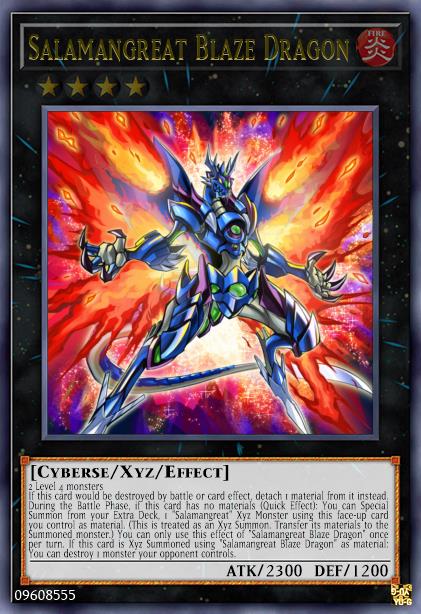 SALAMANGREAT BLAZE DRAGON
FIRE
炎
[CYBERSE/XYZ/EFFECT]
2 Level 4 monsters
If this card would be destroyed by battle or card effect, detach 1 material from it instead.
During the Battle Phase, if this card has no materials (Quick Effect): You can Special
Summon from your Extra Deck, 1 "Salamangreat" Xyz Monster using this face-up card
you control as material. (This is treated as an Xyz Summon. Transfer its materials to the
Summoned monster.) You can only use this effect of "Salamangreat Blaze Dragon" once
per turn. If this card is Xyz Summoned using "Salamangreat Blaze Dragon" as material:
You can destroy 1 monster your opponent controls.
ATK/2300 DEF/1200
09608555